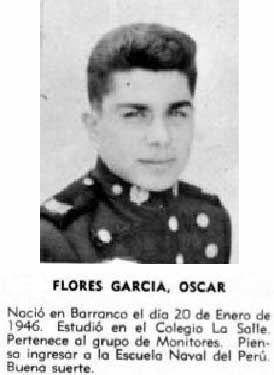 FLORES GARCIA, OSCAR
Nació en Barranco el día 20 de Enero de
1946. Estudió en el Colegio La Salle.
Pertenece al grupo de Monitores. Pien-
sa ingresar a la Escuela Naval del Perú.
Buena suerte.